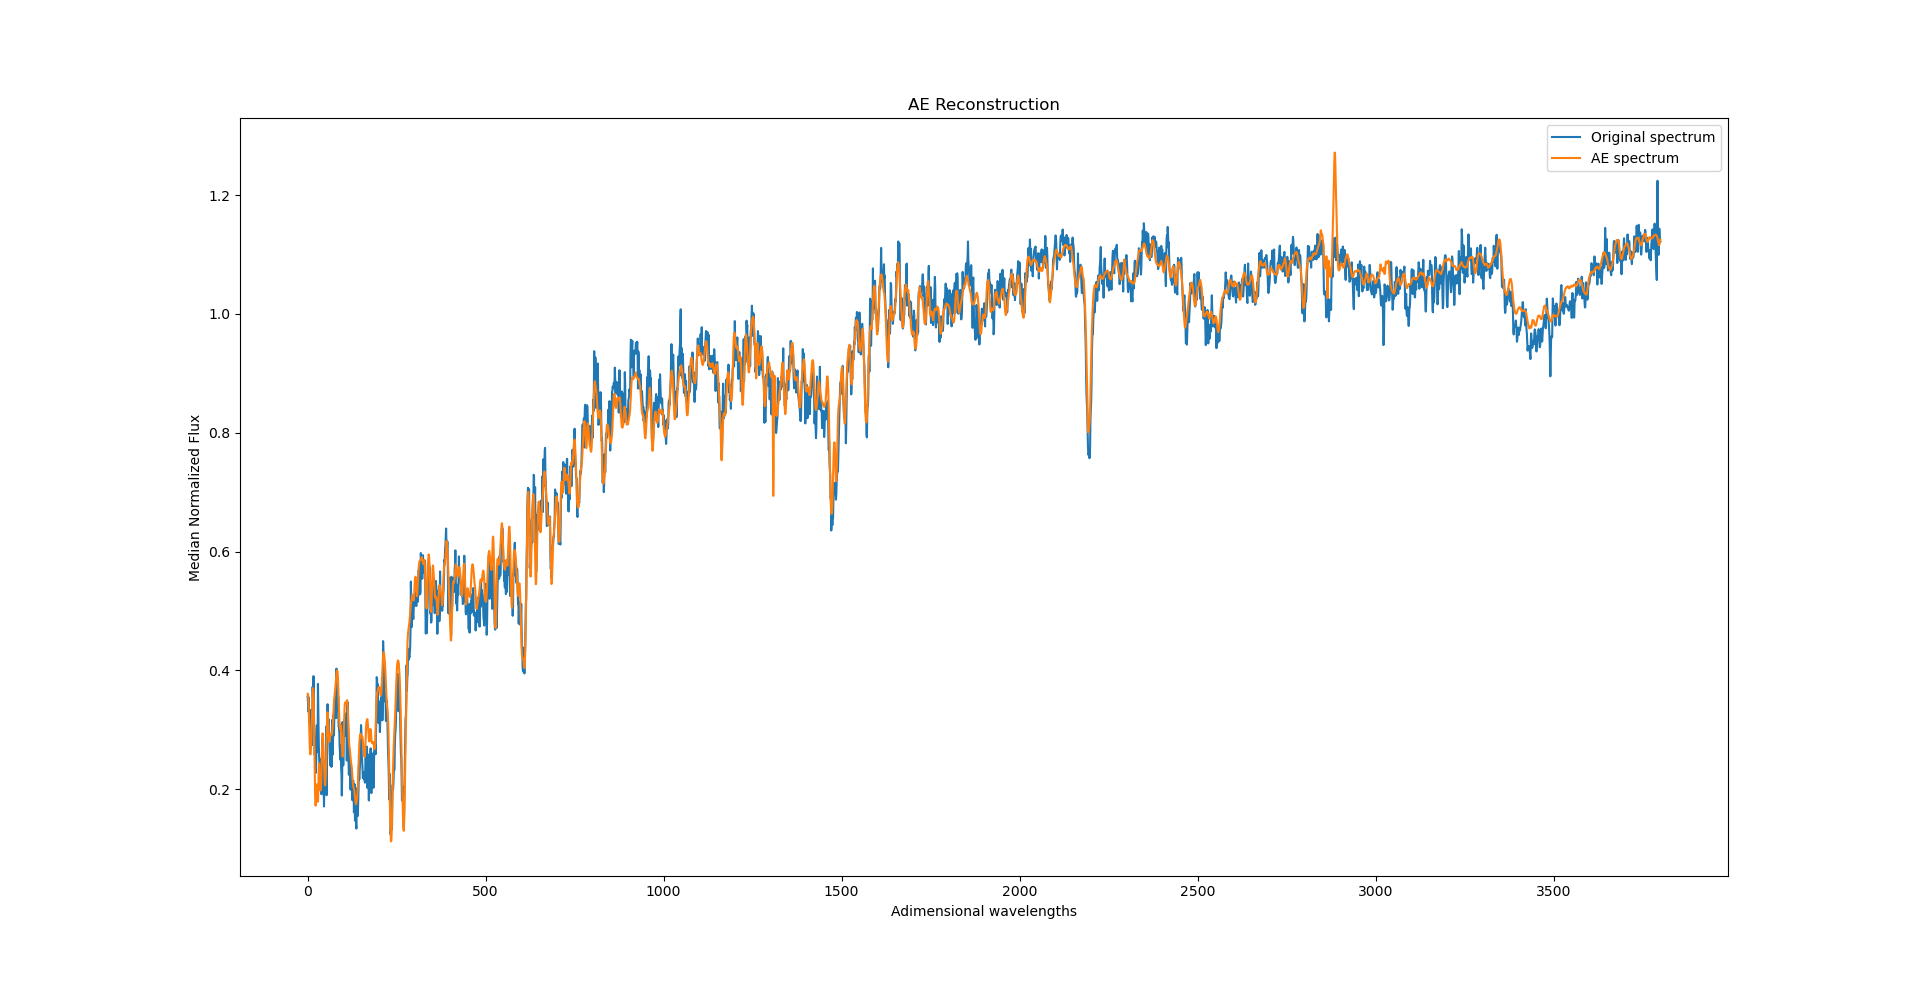 AE Reconstruction
Original spectrum
AE spectrum
Median Normalized Flux
1.2
1.0
0.8
0.6
0.4
0.2
0 500 1000 1500 2000 2500 3000 3500
Adimensional wavelengths